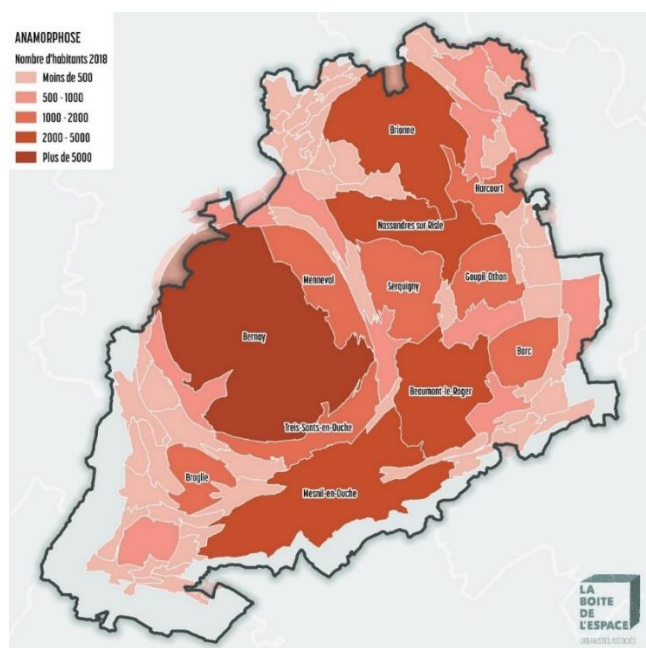 ANAMORPHOSE
Nombre d'habitants 2018
Moins de 500
500 - 1000
1000 - 2000
2000 - 5000
Plus de 5000
Brionne
Harcourt
Nassandres sur Risle
Menneval
Serquigny
Goupil-Othon
Bernay
Barc
Beaumont-le-Roger
Treis-Sants-en-Ouche
Broglie
Mesnil-en-Ouche
LA
BOITE
DE
L'ESPACE
URBANISTES ASSOCIÉS